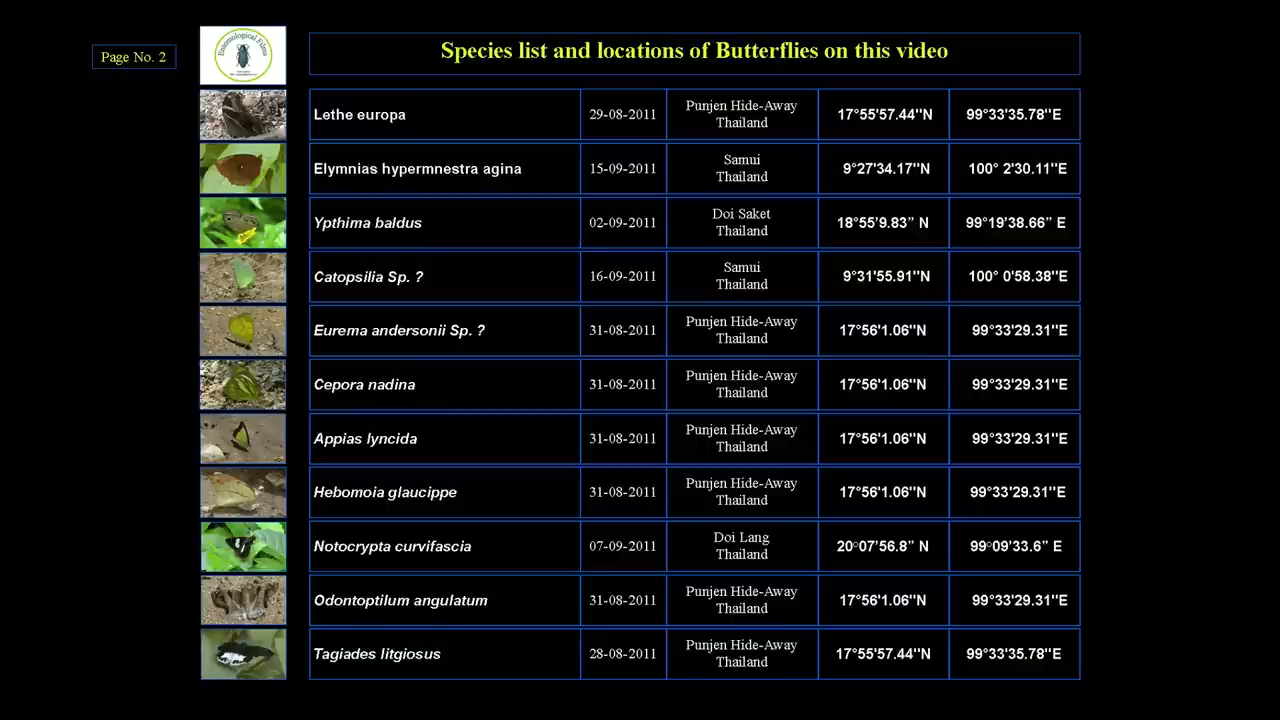 Page No. 2
Entomological Films
Species list and locations of Butterflies on this video
Lethe europa
29-08-2011
Punjen Hide-Away
Thailand
17°55'57.44''N
99°33'35.78''E
Elymnias hypermnestra agina
15-09-2011
Samui
Thailand
9°27'34.17''N
100° 2'30.11''E
Ypthima baldus
02-09-2011
Doi Saket
Thailand
18°55'9.83” N
99°19'38.66” E
Catopsilia Sp. ?
16-09-2011
Samui
Thailand
9°31'55.91''N
100° 0'58.38''E
Eurema andersonii Sp. ?
31-08-2011
Punjen Hide-Away
Thailand
17°56'1.06''N
99°33'29.31''E
Cepora nadina
31-08-2011
Punjen Hide-Away
Thailand
17°56'1.06''N
99°33'29.31''E
Appias lyncida
31-08-2011
Punjen Hide-Away
Thailand
17°56'1.06''N
99°33'29.31''E
Hebomoia glaucippe
31-08-2011
Punjen Hide-Away
Thailand
17°56'1.06''N
99°33'29.31''E
Notocrypta curvifascia
07-09-2011
Doi Lang
Thailand
20○07'56.8” N
99○09'33.6” E
Odontoptilum angulatum
31-08-2011
Punjen Hide-Away
Thailand
17°56'1.06''N
99°33'29.31''E
Tagiades litgiosus
28-08-2011
Punjen Hide-Away
Thailand
17°55'57.44''N
99°33'35.78''E